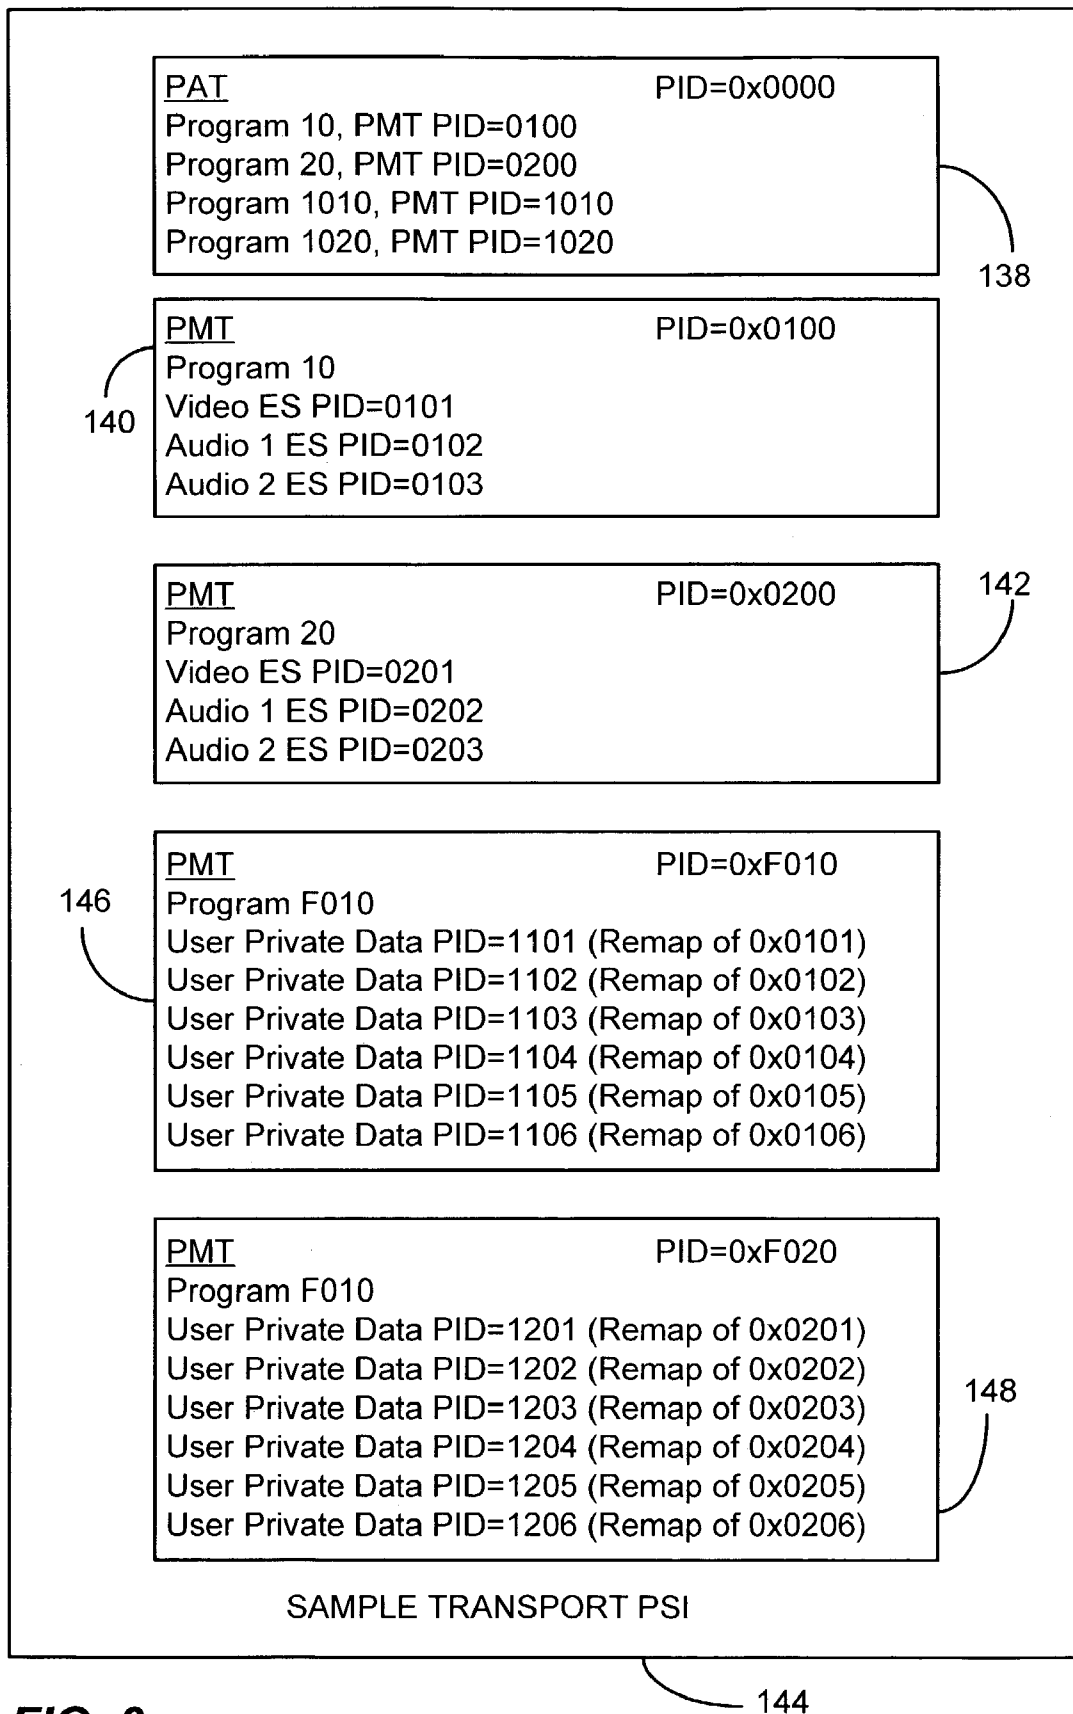 PAT PID=0x0000
Program 10, PMT PID=0100
Program 20, PMT PID=0200
Program 1010, PMT PID=1010
Program 1020, PMT PID=1020
138
PMT PID=0x0100
Program 10
Video ES PID=0101
Audio 1 ES PID=0102
Audio 2 ES PID=0103
140
PMT PID=0x0200
Program 20
Video ES PID=0201
Audio 1 ES PID=0202
Audio 2 ES PID=0203
142
PMT PID=0xF010
Program F010
User Private Data PID=1101 (Remap of 0x0101)
User Private Data PID=1102 (Remap of 0x0102)
User Private Data PID=1103 (Remap of 0x0103)
User Private Data PID=1104 (Remap of 0x0104)
User Private Data PID=1105 (Remap of 0x0105)
User Private Data PID=1106 (Remap of 0x0106)
146
PMT PID=0xF020
Program F010
User Private Data PID=1201 (Remap of 0x0201)
User Private Data PID=1202 (Remap of 0x0202)
User Private Data PID=1203 (Remap of 0x0203)
User Private Data PID=1204 (Remap of 0x0204)
User Private Data PID=1205 (Remap of 0x0205)
User Private Data PID=1206 (Remap of 0x0206)
148
SAMPLE TRANSPORT PSI
144
FIG.